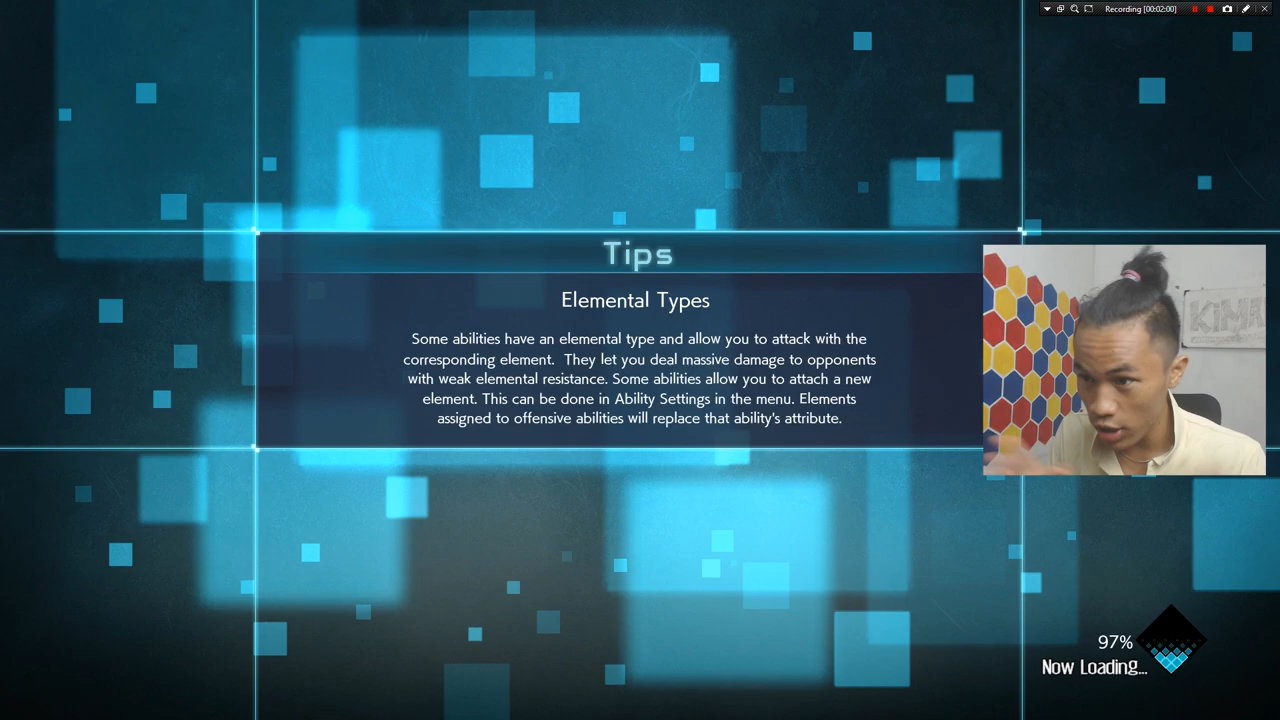 Recording [00:02:00]
Tips
Elemental Types
Some abilities have an elemental type and allow you to attack with the
corresponding element.  They let you deal massive damage to opponents
with weak elemental resistance. Some abilities allow you to attach a new
element. This can be done in Ability Settings in the menu. Elements
assigned to offensive abilities will replace that ability's attribute.
KiMA
97%
Now Loading...